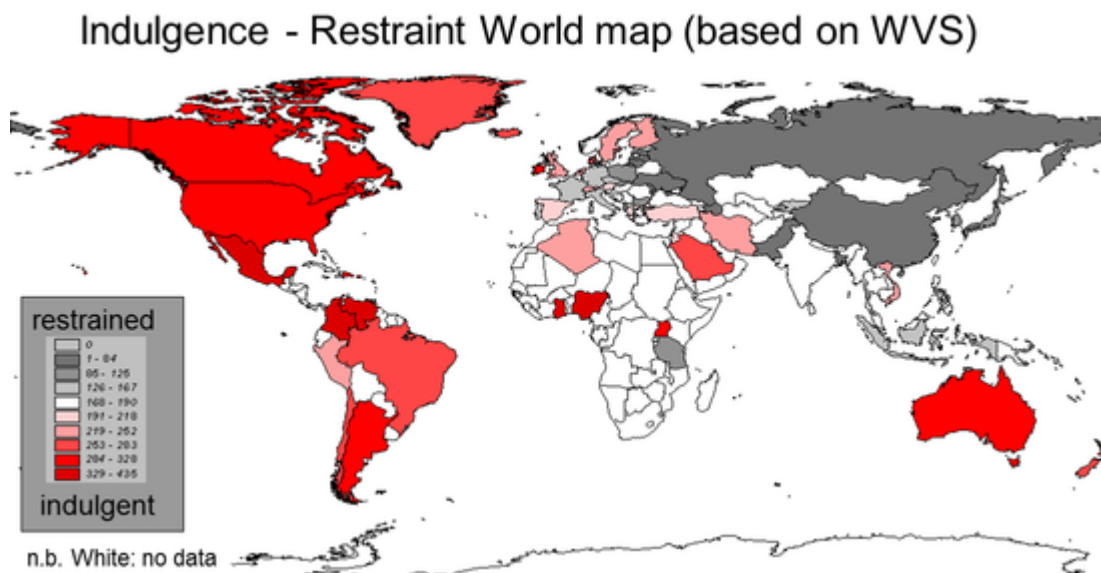 Indulgence - Restraint World map (based on WVS)
restrained
0
1 - 84
85 - 125
126 - 167
168 - 190
191 - 218
219 - 252
253 - 283
284 - 328
329 - 435
indulgent
n.b. White: no data